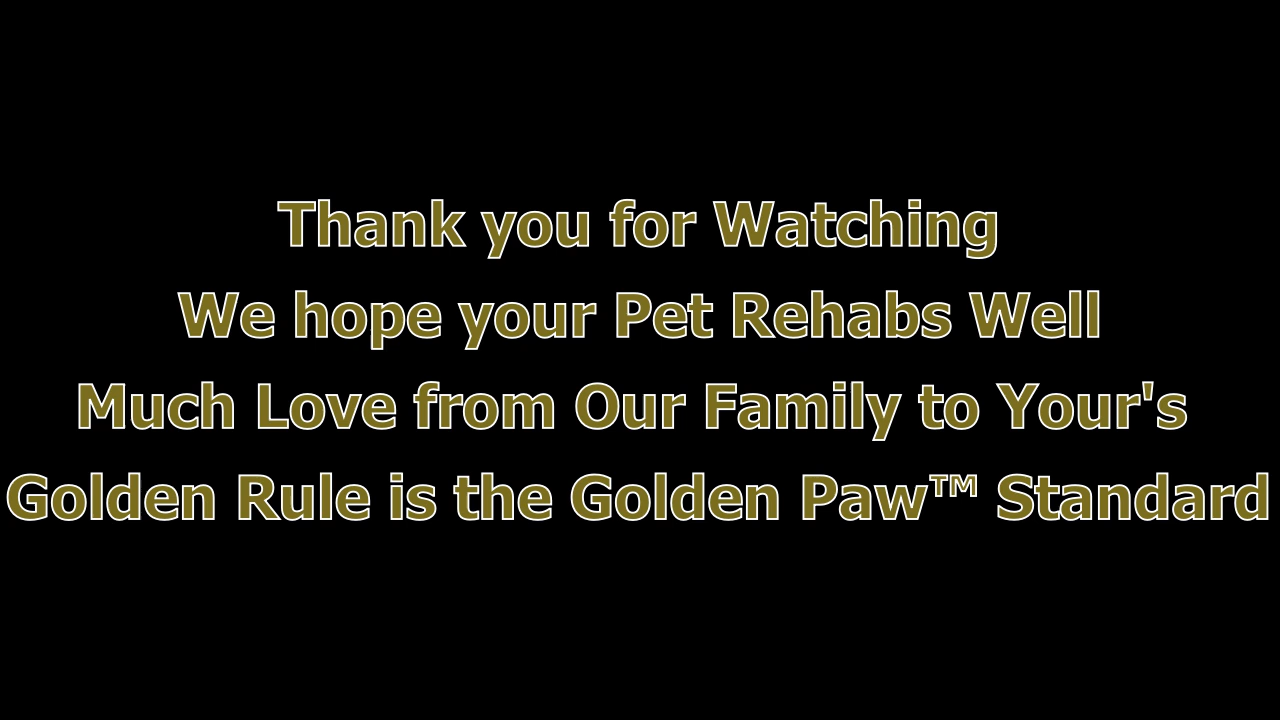 Thank you for Watching
We hope your Pet Rehabs Well
Much Love from Our Family to Your's
Golden Rule is the Golden Paw™ Standard